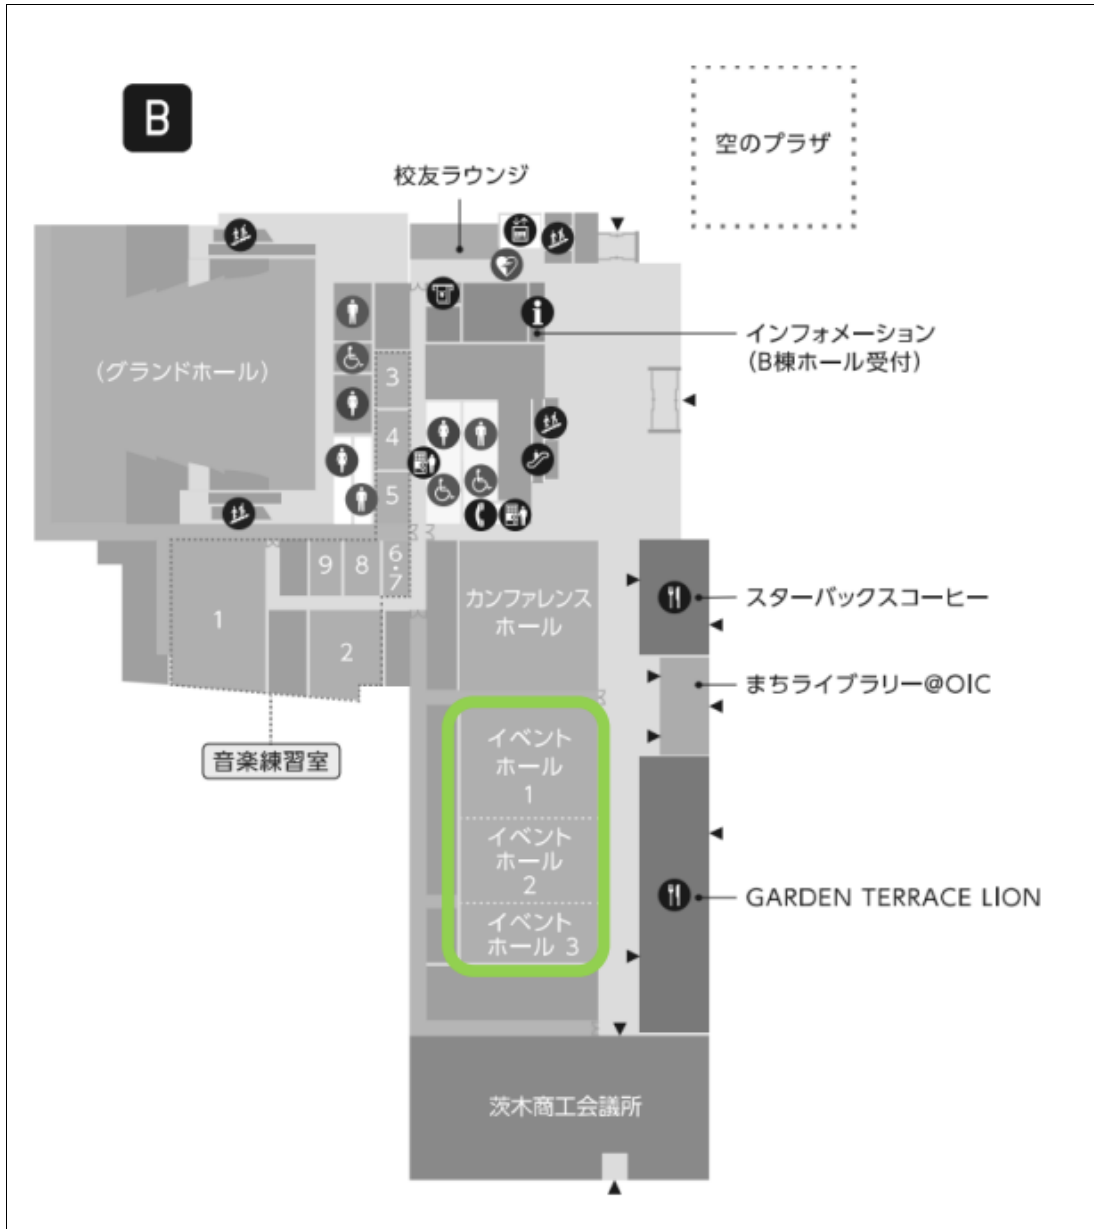 B
空のプラザ
校友ラウンジ
インフォメーション
(B棟ホール受付)
(グランドホール)
3
4
5
6
・
7
9
8
1
2
カンファレンス
ホール
スターバックスコーヒー
まちライブラリー@OIC
音楽練習室
イベント
ホール
1
イベント
ホール
2
イベント
ホール 3
GARDEN TERRACE LION
茨木商工会議所